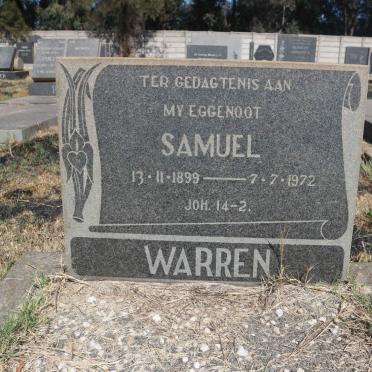 TER GEDAGTENIS AAN
MY EGGENOOT
SAMUEL
13·11·1899 — 7·7·1972
JOH. 14-2.
WARREN